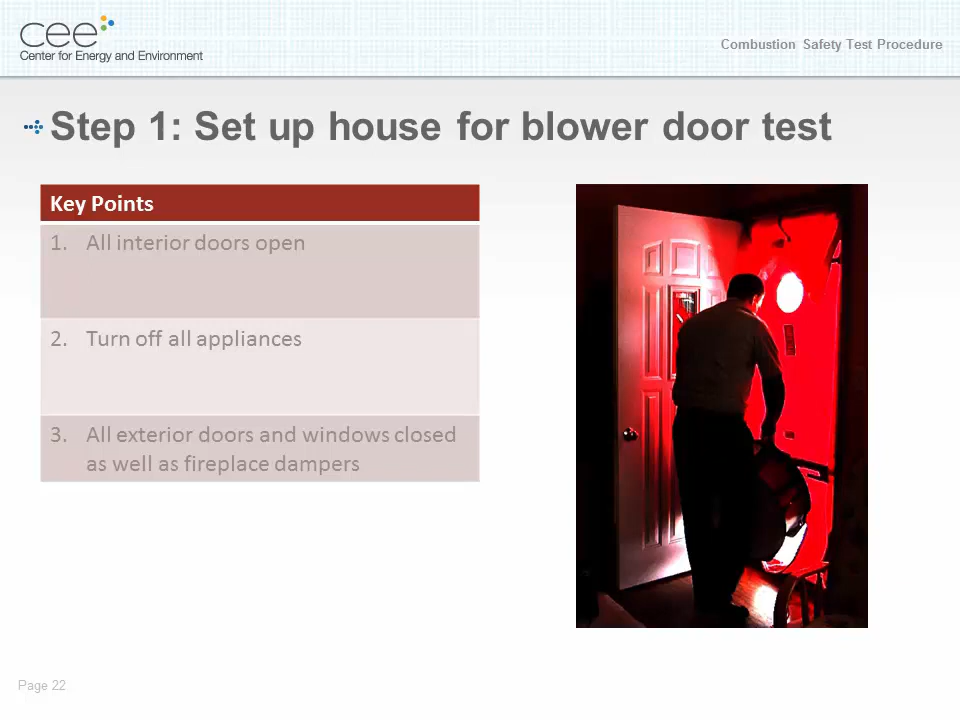 cee
Center for Energy and Environment
Combustion Safety Test Procedure
Step 1: Set up house for blower door test
Key Points
1. All interior doors open
2. Turn off all appliances
3. All exterior doors and windows closed
as well as fireplace dampers
Page 22